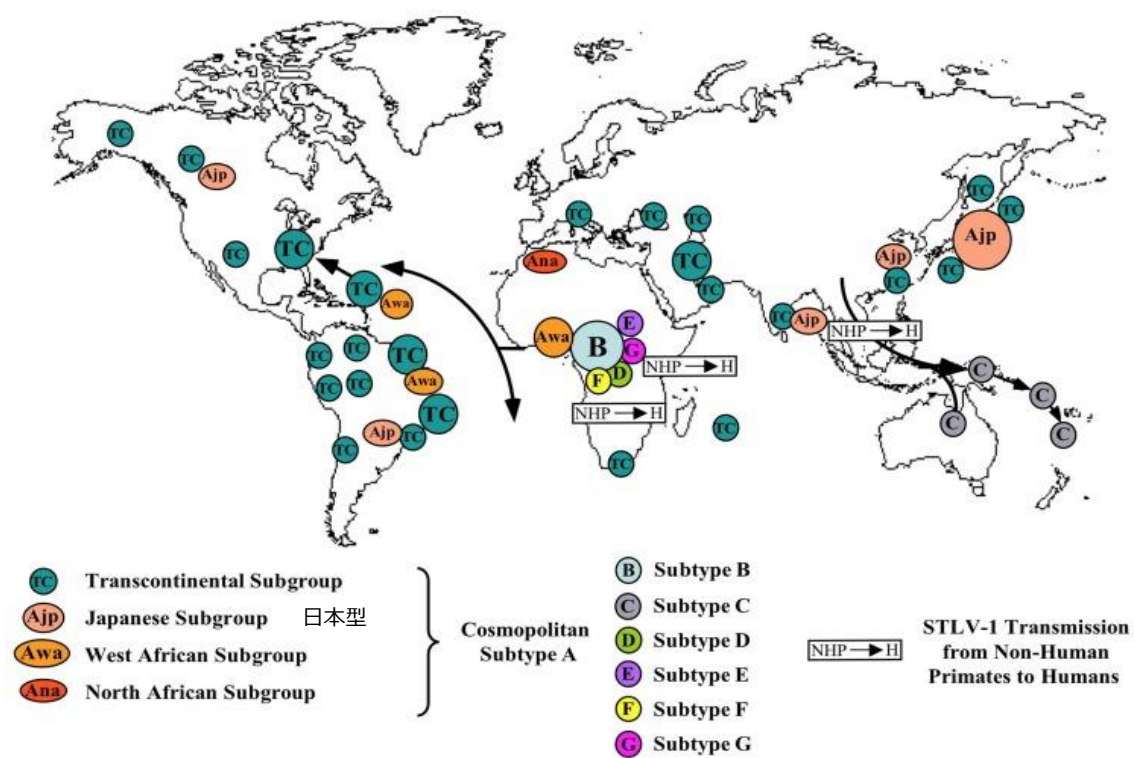 TC
TC
Ajp
TC
TC
TC
Awa
TC
TC
TC
Awa
TC
TC
TC
Ajp
TC
TC
TC
TC
TC
Ana
TC
TC
Awa
B
E
G
D
F
NHP → H
NHP → H
TC
TC
TC
TC
Ajp
TC
Ajp
TC
TC
Ajp
NHP → H
C
C
C
C
TC Transcontinental Subgroup
Ajp Japanese Subgroup 日本型
Awa West African Subgroup
Ana North African Subgroup
Cosmopolitan
Subtype A
B Subtype B
C Subtype C
D Subtype D
E Subtype E
F Subtype F
G Subtype G
NHP → H
STLV-1 Transmission
from Non-Human
Primates to Humans